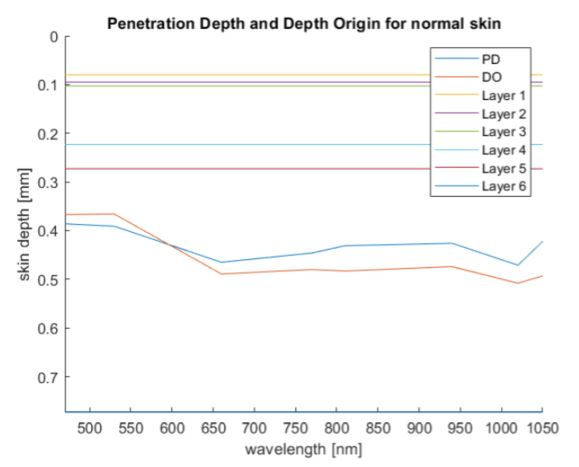 Penetration Depth and Depth Origin for normal skin
0
0.1
0.2
0.3
0.4
0.5
0.6
0.7
skin depth [mm]
PD
DO
Layer 1
Layer 2
Layer 3
Layer 4
Layer 5
Layer 6
500 550 600 650 700 750 800 850 900 950 1000 1050
wavelength [nm]